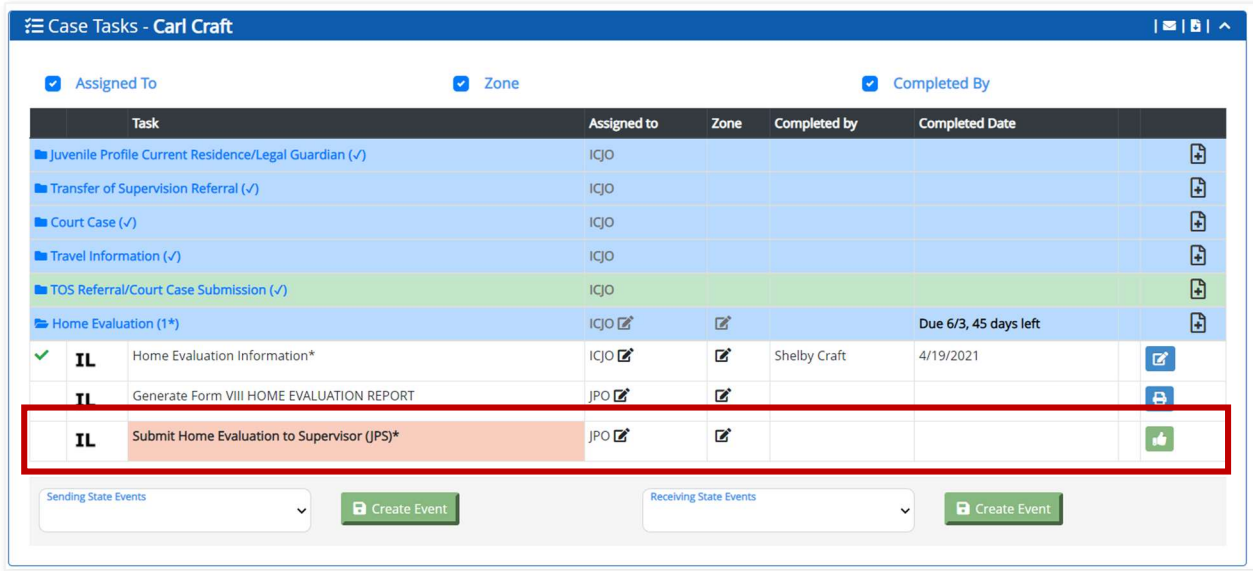 Case Tasks - Carl Craft
Assigned To Zone Completed By
Task Assigned to Zone Completed by Completed Date
Juvenile Profile Current Residence/Legal Guardian (✓) ICJO
Transfer of Supervision Referral (✓) ICJO
Court Case (✓) ICJO
Travel Information (✓) ICJO
TOS Referral/Court Case Submission (✓) ICJO
Home Evaluation (1*) ICJO Due 6/3, 45 days left
IL Home Evaluation Information* ICJO Shelby Craft 4/19/2021
IL Generate Form VIII HOME EVALUATION REPORT JPO
IL Submit Home Evaluation to Supervisor (JPS)* JPO
Sending State Events Create Event Receiving State Events Create Event